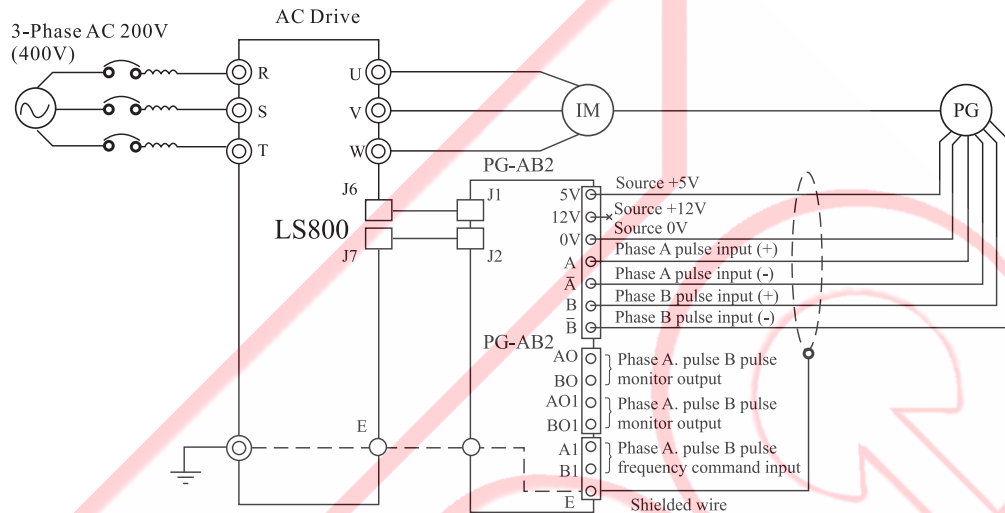 AC Drive
3-Phase AC 200V
(400V)
R
S
T
U
V
W
IM
PG
J6
J7
LS800
PG-AB2
J1
J2
5V
12V
0V
A
A̅
B
B̅
Source +5V
Source +12V
Source 0V
Phase A pulse input (+)
Phase A pulse input (-)
Phase B pulse input (+)
Phase B pulse input (-)
PG-AB2
AO
BO
Phase A. pulse B pulse
monitor output
AO1
BO1
Phase A. pulse B pulse
monitor output
A1
B1
Phase A. pulse B pulse
frequency command input
E
E
Shielded wire